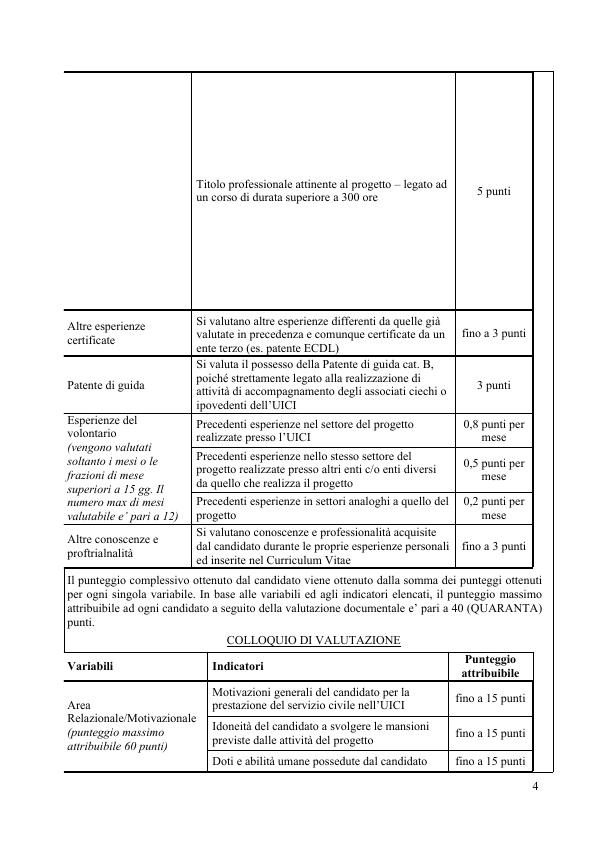 Titolo professionale attinente al progetto – legato ad
un corso di durata superiore a 300 ore
5 punti
Altre esperienze
certificate
Si valutano altre esperienze differenti da quelle già
valutate in precedenza e comunque certificate da un
ente terzo (es. patente ECDL)
fino a 3 punti
Patente di guida
Si valuta il possesso della Patente di guida cat. B,
poiché strettamente legato alla realizzazione di
attività di accompagnamento degli associati ciechi o
ipovedenti dell’UICI
3 punti
Esperienze del
volontario
(vengono valutati
soltanto i mesi o le
frazioni di mese
superiori a 15 gg. Il
numero max di mesi
valutabile e’ pari a 12)
Precedenti esperienze nel settore del progetto
realizzate presso l’UICI
0,8 punti per
mese
Precedenti esperienze nello stesso settore del
progetto realizzate presso altri enti c/o enti diversi
da quello che realizza il progetto
0,5 punti per
mese
Precedenti esperienze in settori analoghi a quello del
progetto
0,2 punti per
mese
Altre conoscenze e
proftrialnalità
Si valutano conoscenze e professionalità acquisite
dal candidato durante le proprie esperienze personali
ed inserite nel Curriculum Vitae
fino a 3 punti
Il punteggio complessivo ottenuto dal candidato viene ottenuto dalla somma dei punteggi ottenuti
per ogni singola variabile. In base alle variabili ed agli indicatori elencati, il punteggio massimo
attribuibile ad ogni candidato a seguito della valutazione documentale e’ pari a 40 (QUARANTA)
punti.
COLLOQUIO DI VALUTAZIONE
Variabili
Indicatori
Punteggio
attribuibile
Area
Relazionale/Motivazionale
(punteggio massimo
attribuibile 60 punti)
Motivazioni generali del candidato per la
prestazione del servizio civile nell’UICI
fino a 15 punti
Idoneità del candidato a svolgere le mansioni
previste dalle attività del progetto
fino a 15 punti
Doti e abilità umane possedute dal candidato
fino a 15 punti
4